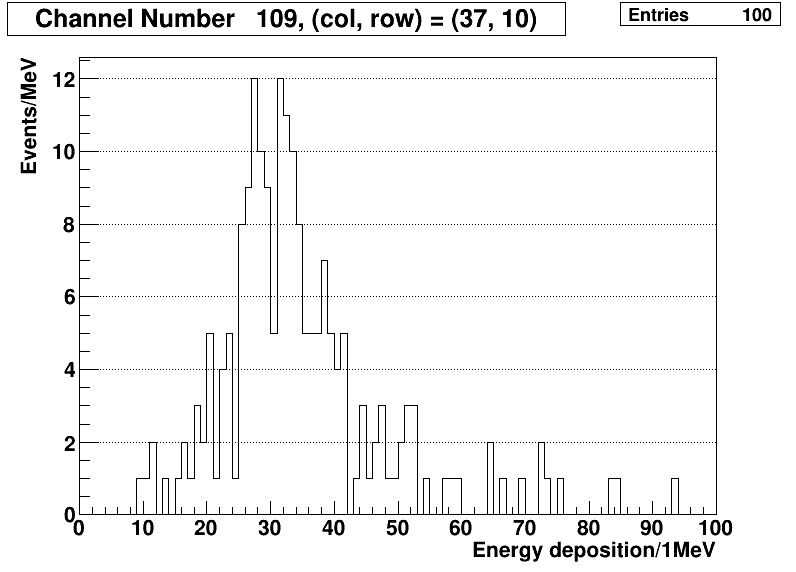 Channel Number 109, (col, row) = (37, 10)
Entries 100
Events/MeV
12
10
8
6
4
2
0
0 10 20 30 40 50 60 70 80 90 100
Energy deposition/1MeV